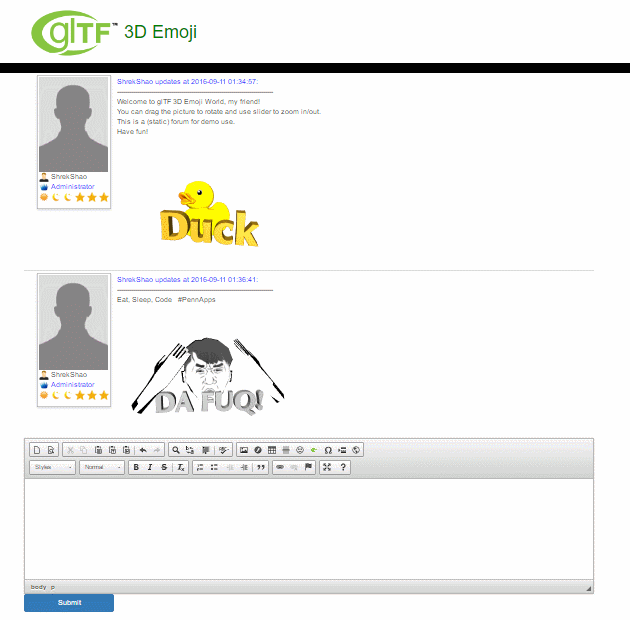 glTF™ 3D Emoji
ShrekShao updates at 2016-09-11 01:34:57:
Welcome to glTF 3D Emoji World, my friend!
You can drag the picture to rotate and use slider to zoom in/out.
This is a (static) forum for demo use.
Have fun!
ShrekShao
Administrator
Duck
ShrekShao updates at 2016-09-11 01:36:41:
Eat, Sleep, Code #PennApps
ShrekShao
Administrator
DA FUQ!
Styles Normal B I S Tx
body p
Submit